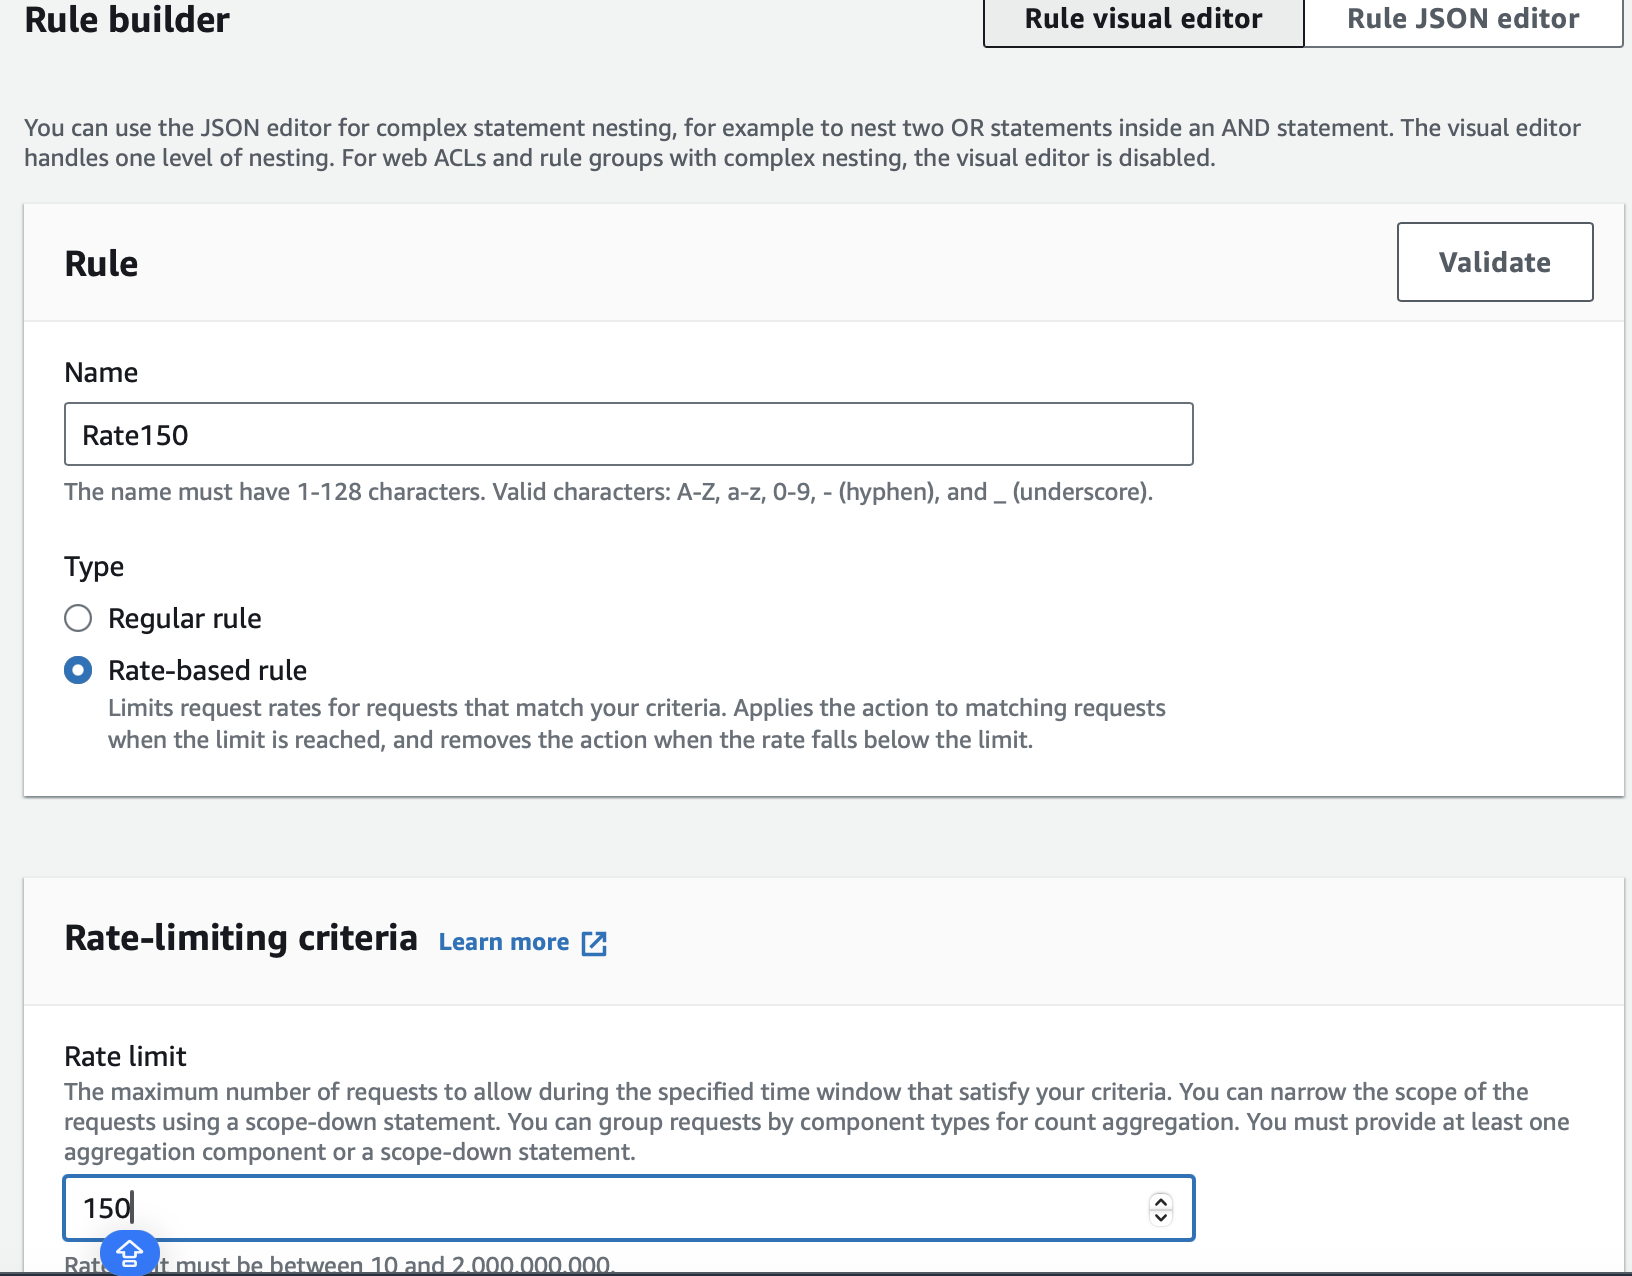 Rule builder
Rule visual editor
Rule JSON editor
You can use the JSON editor for complex statement nesting, for example to nest two OR statements inside an AND statement. The visual editor
handles one level of nesting. For web ACLs and rule groups with complex nesting, the visual editor is disabled.
Rule
Validate
Name
Rate150
The name must have 1-128 characters. Valid characters: A-Z, a-z, 0-9, - (hyphen), and _ (underscore).
Type
Regular rule
Rate-based rule
Limits request rates for requests that match your criteria. Applies the action to matching requests
when the limit is reached, and removes the action when the rate falls below the limit.
Rate-limiting criteria Learn more
Rate limit
The maximum number of requests to allow during the specified time window that satisfy your criteria. You can narrow the scope of the
requests using a scope-down statement. You can group requests by component types for count aggregation. You must provide at least one
aggregation component or a scope-down statement.
150
must be between 10 and 2,000,000,000.